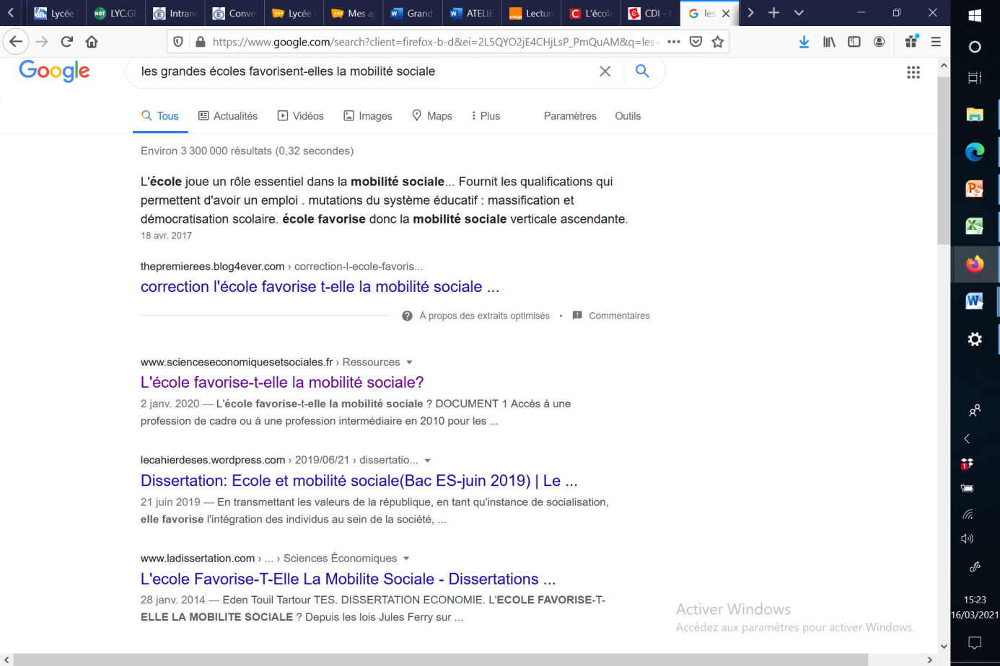 Lycée
NOT LYC.GE
Intran
Conve
Lycée
Mes a
Grand
ATELIE
Lectur
L'école
CDI - L
les
https://www.google.com/search?client=firefox-b-d&ei=2L5QYO2jE4CHjLsP_PmQuAM&q=les+
Google
les grandes écoles favorisent-elles la mobilité sociale
Tous Actualités Vidéos Images Maps Plus Paramètres Outils
Environ 3 300 000 résultats (0,32 secondes)
L'école joue un rôle essentiel dans la mobilité sociale... Fournit les qualifications qui
permettent d'avoir un emploi . mutations du système éducatif : massification et
démocratisation scolaire. école favorise donc la mobilité sociale verticale ascendante.
18 avr. 2017
thepremierees.blog4ever.com › correction-l-ecole-favoris...
correction l'école favorise t-elle la mobilité sociale ...
À propos des extraits optimisés • Commentaires
www.scienceseconomiquesetsociales.fr › Ressources
L'école favorise-t-elle la mobilité sociale?
2 janv. 2020 — L'école favorise-t-elle la mobilité sociale ? DOCUMENT 1 Accès à une
profession de cadre ou à une profession intermédiaire en 2010 pour les ...
lecahierdeses.wordpress.com › 2019/06/21 › dissertatio...
Dissertation: Ecole et mobilité sociale(Bac ES-juin 2019) | Le ...
21 juin 2019 — En transmettant les valeurs de la république, en tant qu'instance de socialisation,
elle favorise l'intégration des individus au sein de la société, ...
www.ladissertation.com › ... › Sciences Économiques
L'ecole Favorise-T-Elle La Mobilite Sociale - Dissertations ...
28 janv. 2014 — Eden Touil Tartour TES. DISSERTATION ECONOMIE. L'ECOLE FAVORISE-T-
ELLE LA MOBILITE SOCIALE ? Depuis les lois Jules Ferry sur ...
Activer Windows
Accédez aux paramètres pour activer Windows.
1
15:23
16/03/2021